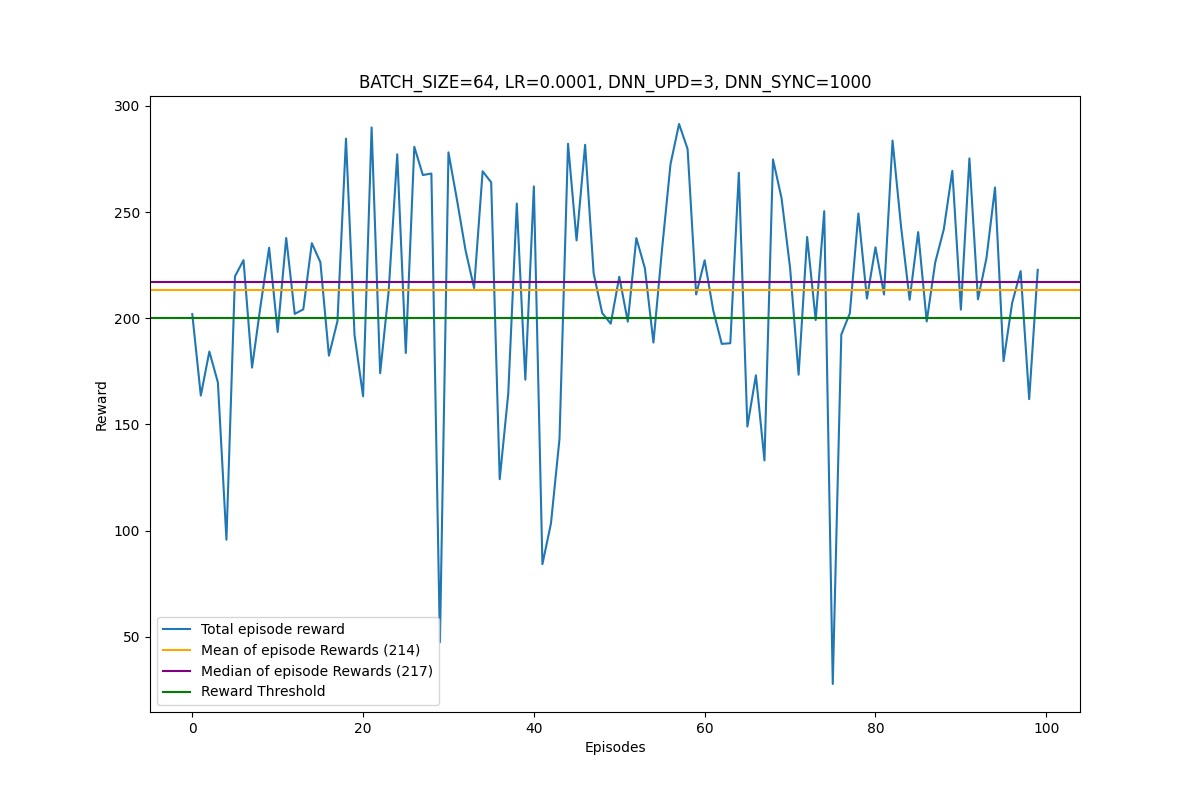 BATCH_SIZE=64, LR=0.0001, DNN_UPD=3, DNN_SYNC=1000
300
250
200
150
100
50
Reward
Total episode reward
Mean of episode Rewards (214)
Median of episode Rewards (217)
Reward Threshold
0 20 40 60 80 100
Episodes